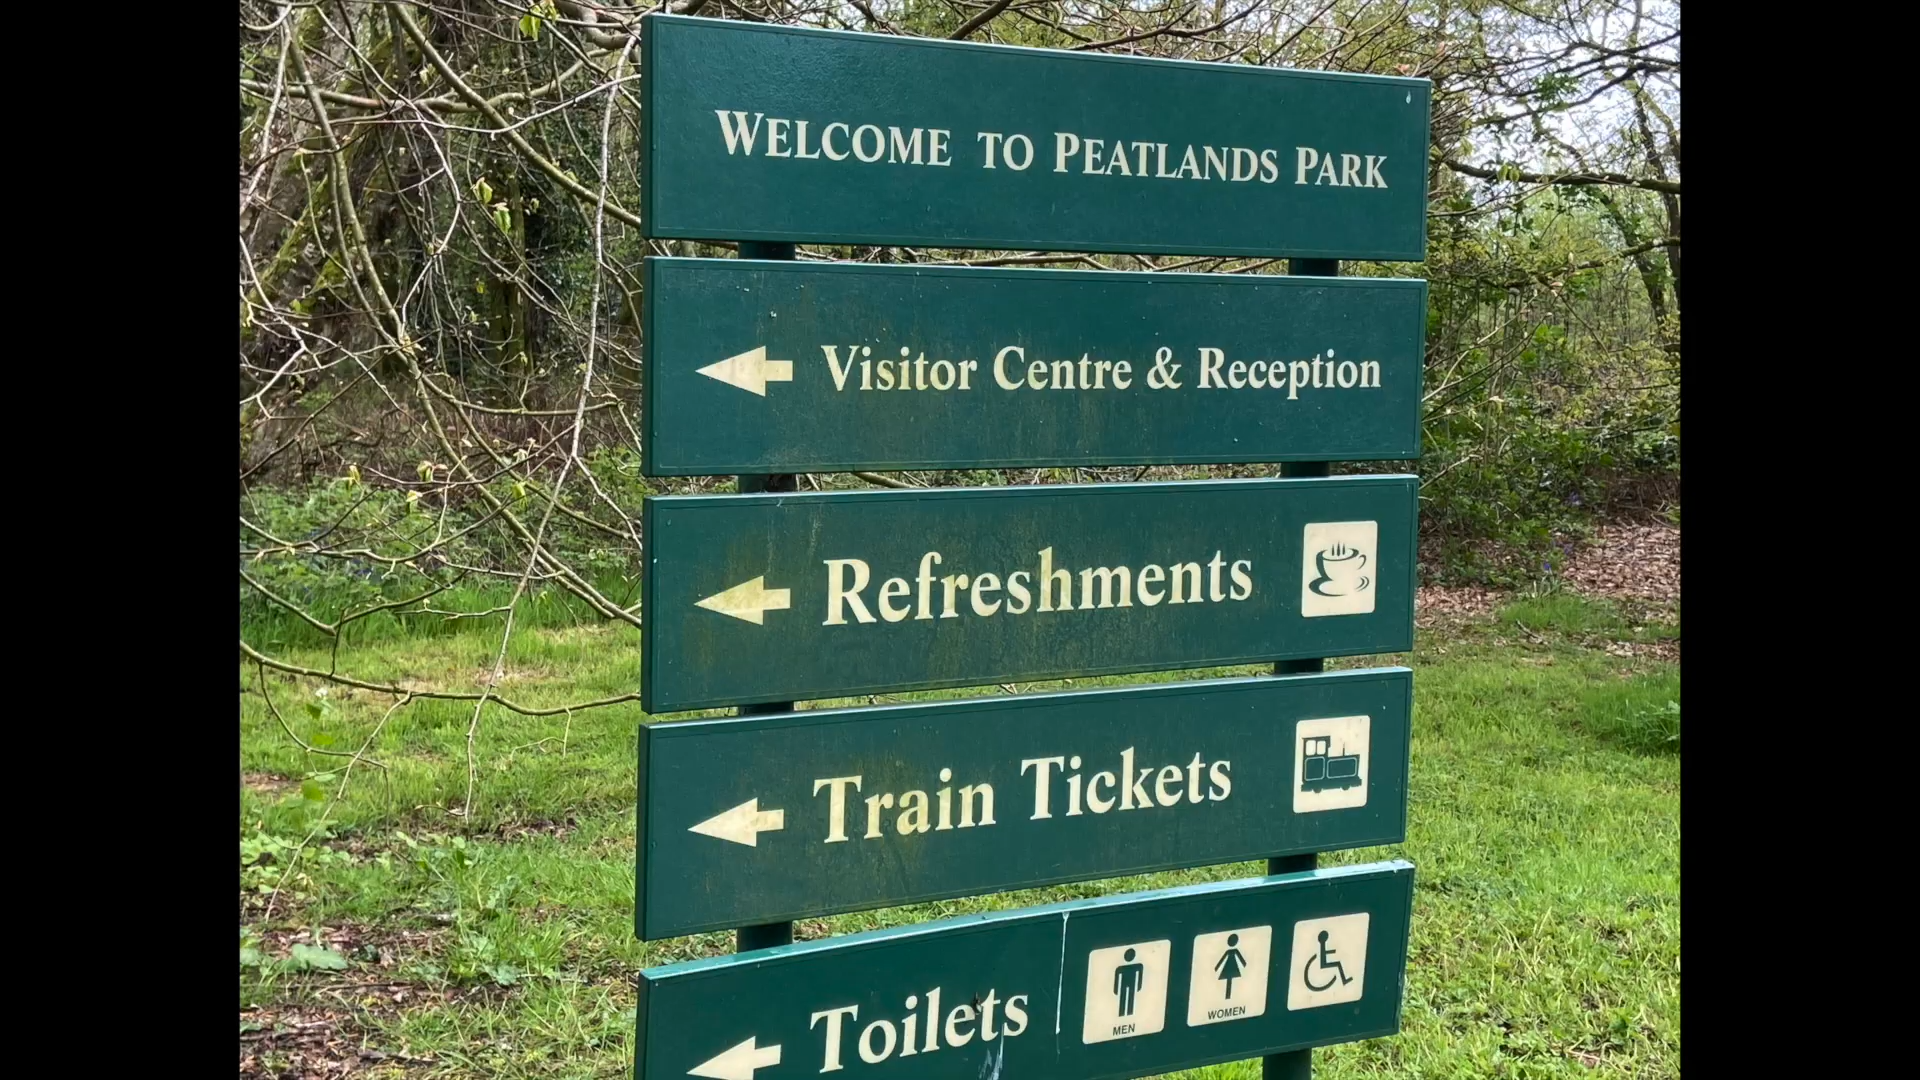 WELCOME TO PEATLANDS PARK
Visitor Centre & Reception
Refreshments
Train Tickets
Toilets
MEN
WOMEN